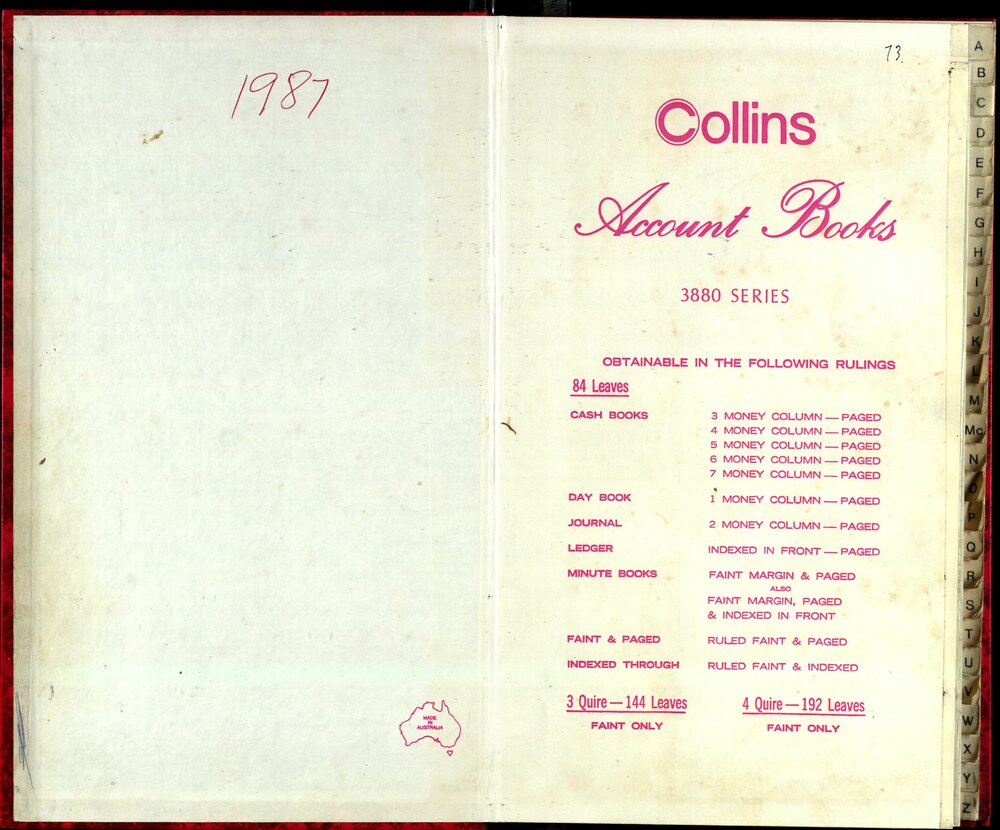 1987
MADE
IN
AUSTRALIA
73.
Collins
Account Books
3880 SERIES
OBTAINABLE IN THE FOLLOWING RULINGS
84 Leaves
CASH BOOKS 3 MONEY COLUMN — PAGED
4 MONEY COLUMN — PAGED
5 MONEY COLUMN — PAGED
6 MONEY COLUMN — PAGED
7 MONEY COLUMN — PAGED
DAY BOOK 1 MONEY COLUMN — PAGED
JOURNAL 2 MONEY COLUMN — PAGED
LEDGER INDEXED IN FRONT — PAGED
MINUTE BOOKS FAINT MARGIN & PAGED
ALSO
FAINT MARGIN, PAGED
& INDEXED IN FRONT
FAINT & PAGED RULED FAINT & PAGED
INDEXED THROUGH RULED FAINT & INDEXED
3 Quire — 144 Leaves 4 Quire — 192 Leaves
FAINT ONLY FAINT ONLY
A
B
C
D
E
F
G
H
I
J
K
L
M
Mc
N
O
P
Q
R
S
T
U
V
W
X
Y
Z